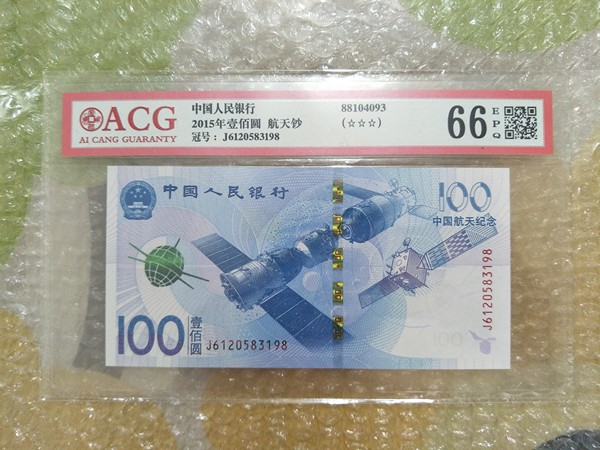 ACG
AI CANG GUARANTY
中国人民银行
88104093
2015年壹佰圆 航天钞
(☆☆☆)
冠号: J6120583198
66
EPQ
中国人民银行
100
中国航天纪念
J6120583198
100
壹佰圆
J6120583198